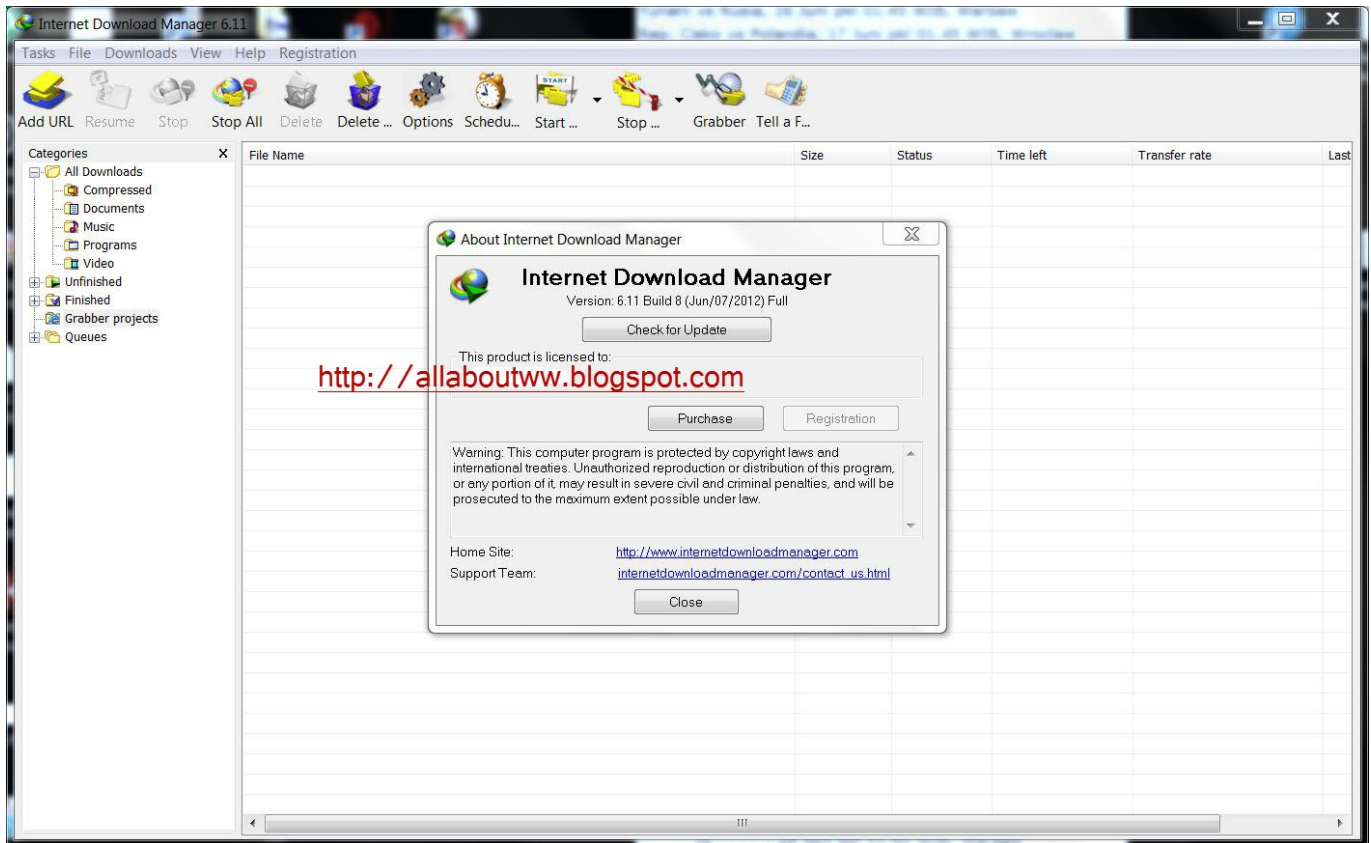 Internet Download Manager 6.11
Tasks File Downloads View Help Registration
Add URL Resume Stop Stop All Delete Delete ... Options Schedu... Start ... Stop ... Grabber Tell a F...
START
Categories X
All Downloads
Compressed
Documents
Music
Programs
Video
Unfinished
Finished
Grabber projects
Queues
File Name Size Status Time left Transfer rate Last
About Internet Download Manager
Internet Download Manager
Version: 6.11 Build 8 (Jun/07/2012) Full
Check for Update
This product is licensed to:
http://allaboutww.blogspot.com
Purchase Registration
Warning: This computer program is protected by copyright laws and
international treaties. Unauthorized reproduction or distribution of this program,
or any portion of it, may result in severe civil and criminal penalties, and will be
prosecuted to the maximum extent possible under law.
Home Site: http://www.internetdownloadmanager.com
Support Team: internetdownloadmanager.com/contact_us.html
Close